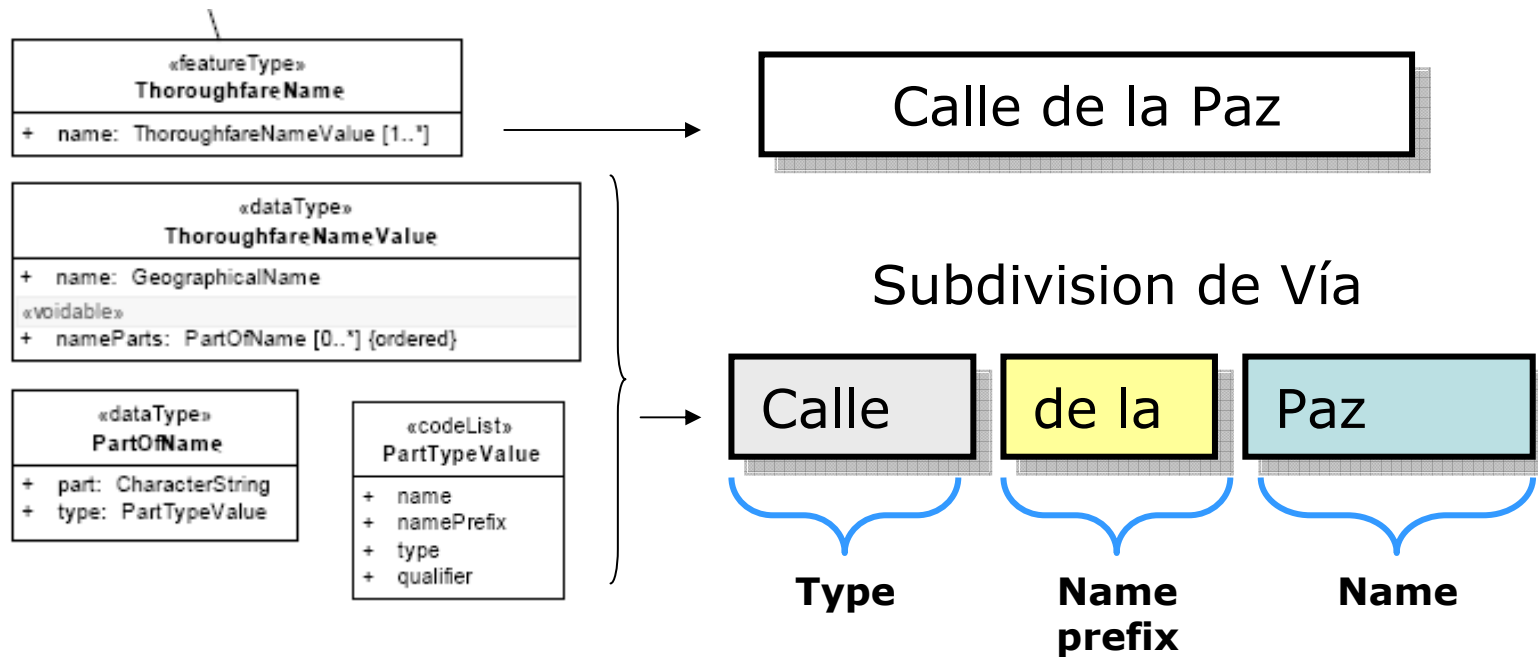 «featureType»
ThoroughfareName
+ name: ThoroughfareNameValue [1..*]
Calle de la Paz
«dataType»
ThoroughfareNameValue
+ name: GeographicalName
«voidable»
+ nameParts: PartOfName [0..*] {ordered}
Subdivision de Vía
«dataType»
PartOfName
+ part: CharacterString
+ type: PartTypeValue
«codeList»
PartTypeValue
+ name
+ namePrefix
+ type
+ qualifier
Calle
de la
Paz
Type
Name
prefix
Name